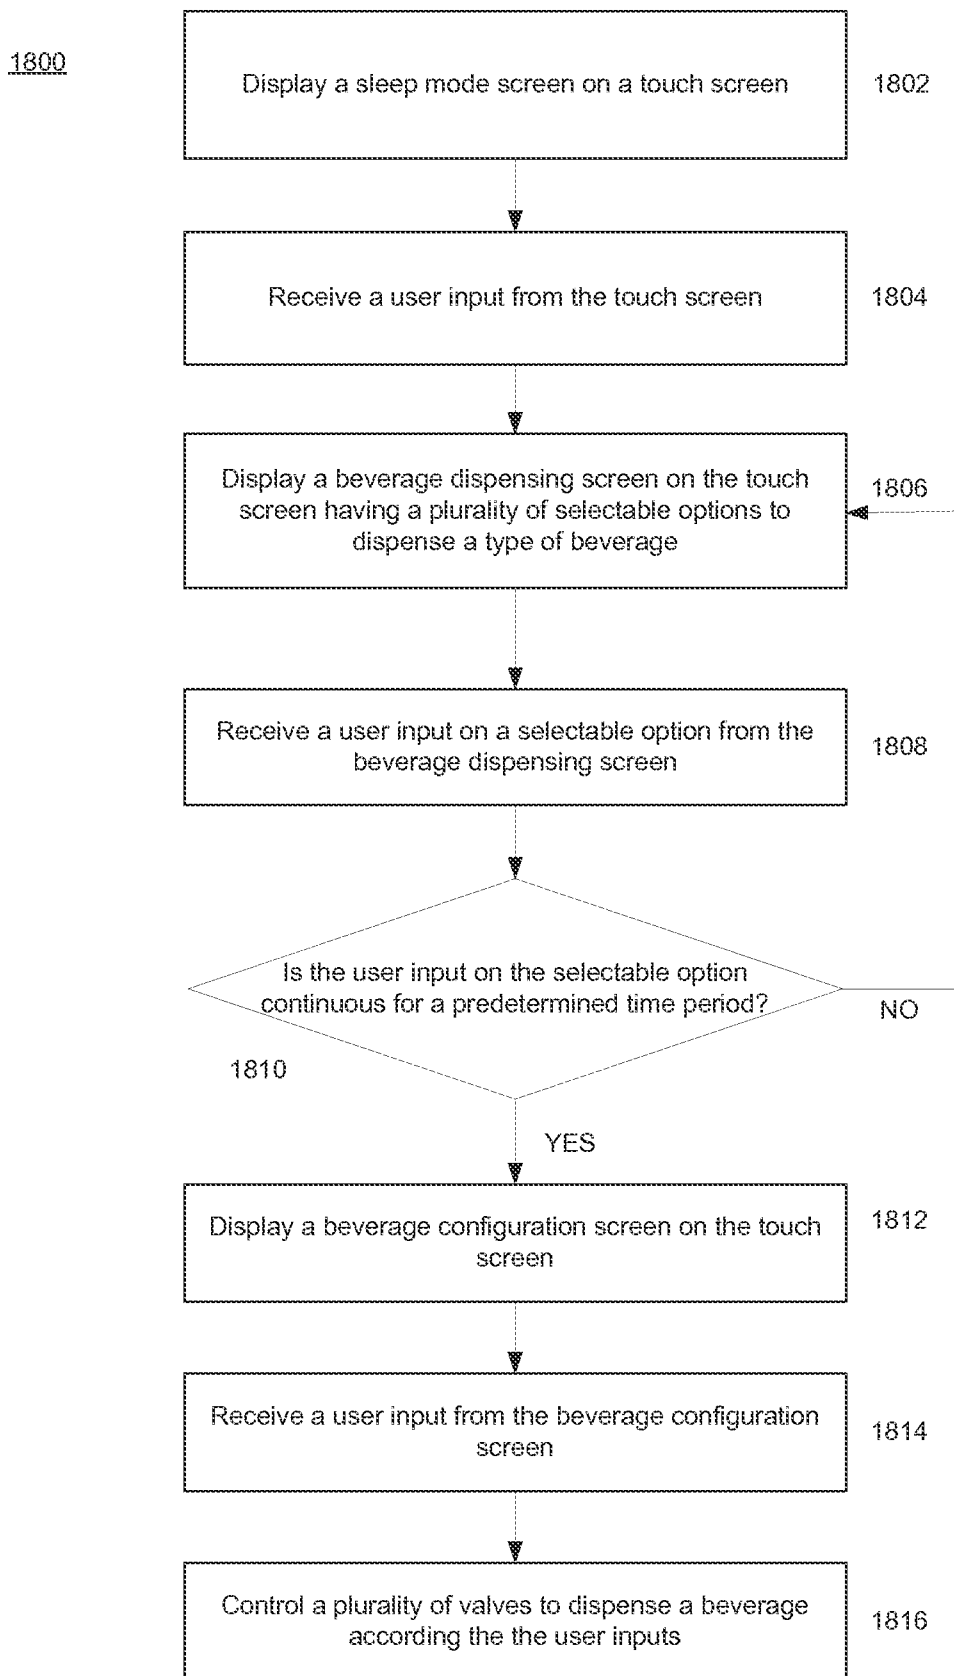 1800
Display a sleep mode screen on a touch screen
1802
Receive a user input from the touch screen
1804
Display a beverage dispensing screen on the touch
screen having a plurality of selectable options to
dispense a type of beverage
1806
Receive a user input on a selectable option from the
beverage dispensing screen
1808
Is the user input on the selectable option
continuous for a predetermined time period?
NO
1810
YES
Display a beverage configuration screen on the touch
screen
1812
Receive a user input from the beverage configuration
screen
1814
Control a plurality of valves to dispense a beverage
according the the user inputs
1816